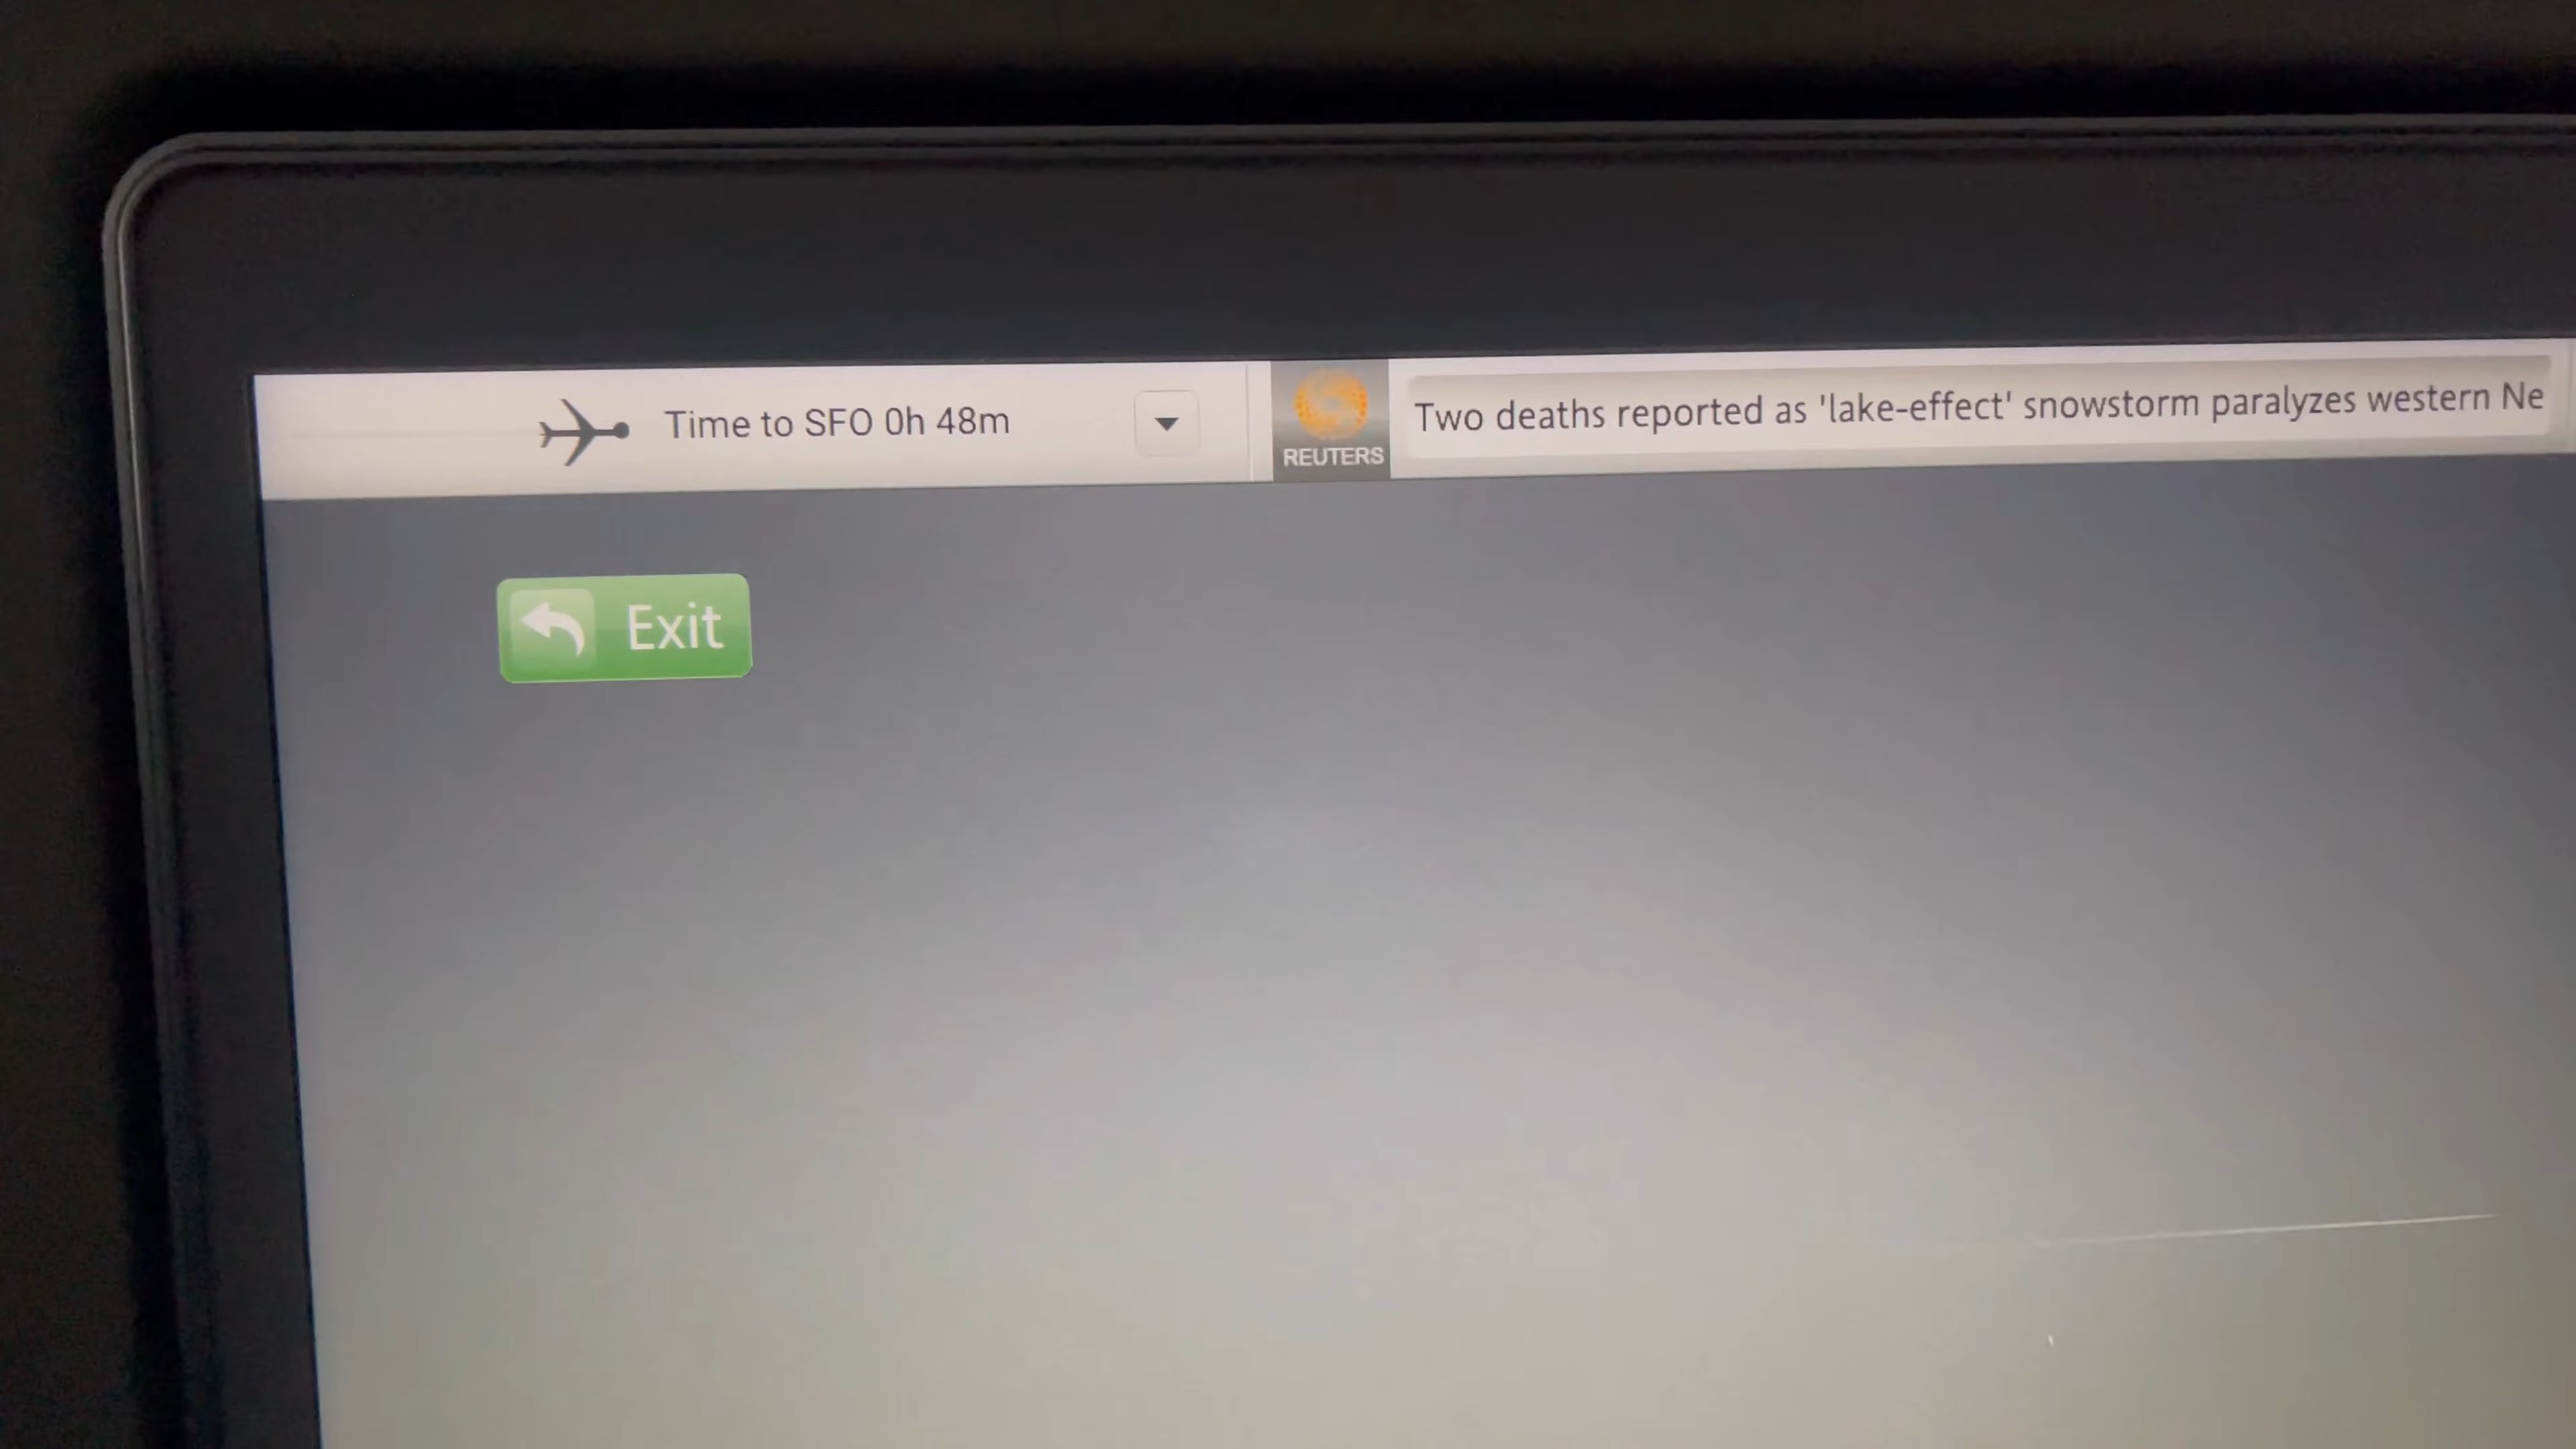 Time to SFO 0h 48m
REUTERS
Two deaths reported as 'lake-effect' snowstorm paralyzes western Ne
Exit